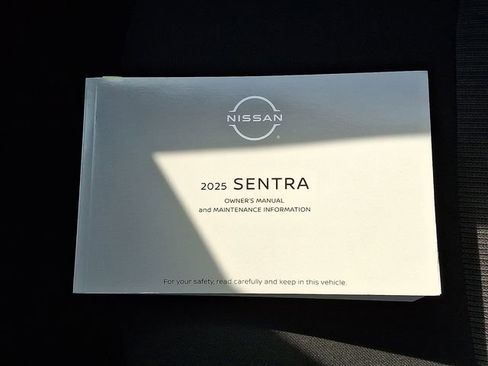 NISSAN
2025 SENTRA
OWNER'S MANUAL
and MAINTENANCE INFORMATION
For your safety, read carefully and keep in this vehicle.